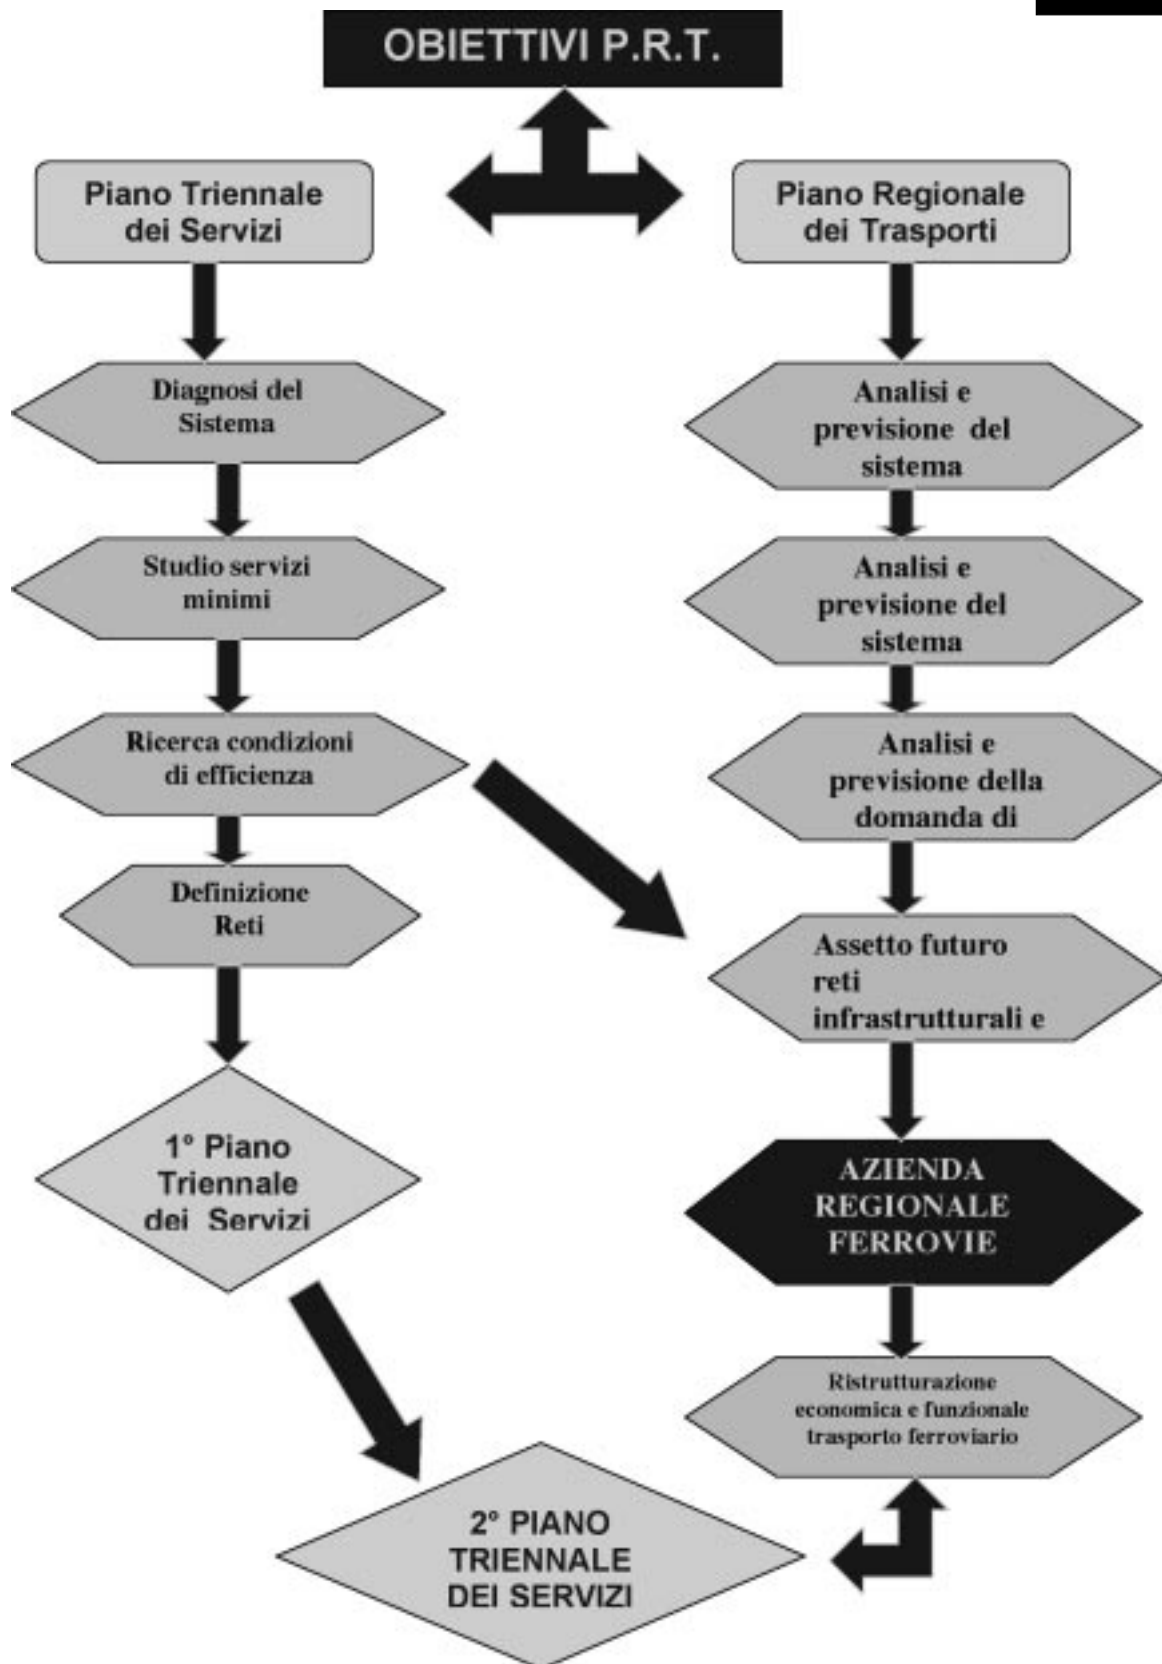 OBIETTIVI P.R.T.
Piano Triennale
dei Servizi
Diagnosi del
Sistema
Studio servizi
minimi
Ricerca condizioni
di efficienza
Definizione
Reti
1° Piano
Triennale
dei Servizi
Piano Regionale
dei Trasporti
Analisi e
previsione del
sistema
Analisi e
previsione del
sistema
Analisi e
previsione della
domanda di
Assetto futuro
reti
infrastrutturali e
AZIENDA
REGIONALE
FERROVIE
Ristrutturazione
economica e funzionale
trasporto ferroviario
2° PIANO
TRIENNALE
DEI SERVIZI